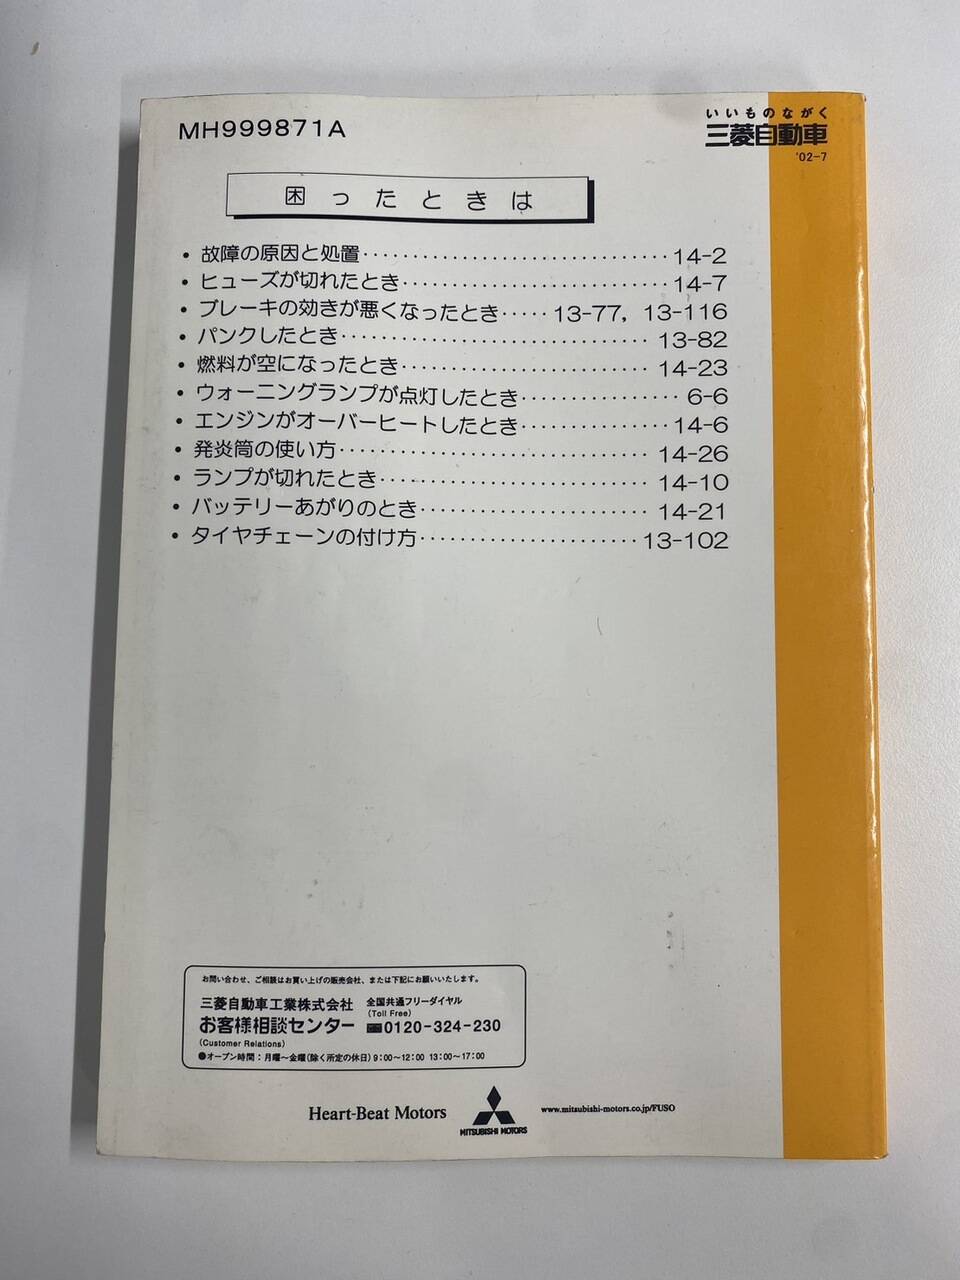 MH999871A
いいものながく
三菱自動車
'02-7
困ったときは
• 故障の原因と処置‥‥‥‥‥‥‥‥‥‥‥‥‥‥‥‥14-2
• ヒューズが切れたとき‥‥‥‥‥‥‥‥‥‥‥‥‥‥14-7
• ブレーキの効きが悪くなったとき‥‥‥13-77, 13-116
• パンクしたとき‥‥‥‥‥‥‥‥‥‥‥‥‥‥‥‥13-82
• 燃料が空になったとき‥‥‥‥‥‥‥‥‥‥‥‥‥14-23
• ウォーニングランプが点灯したとき‥‥‥‥‥‥‥‥6-6
• エンジンがオーバーヒートしたとき‥‥‥‥‥‥‥‥14-6
• 発炎筒の使い方‥‥‥‥‥‥‥‥‥‥‥‥‥‥‥‥14-26
• ランプが切れたとき‥‥‥‥‥‥‥‥‥‥‥‥‥‥14-10
• バッテリーあがりのとき‥‥‥‥‥‥‥‥‥‥‥‥14-21
• タイヤチェーンの付け方‥‥‥‥‥‥‥‥‥‥‥‥13-102
お問い合わせ、ご相談はお買い上げの販売会社、または下記にお願いいたします。
三菱自動車工業株式会社 全国共通フリーダイヤル
(Toll Free)
お客様相談センター 0120-324-230
(Customer Relations)
●オープン時間：月曜～金曜(除く所定の休日) 9:00～12:00 13:00～17:00
Heart-Beat Motors
MITSUBISHI MOTORS
www.mitsubishi-motors.co.jp/FUSO